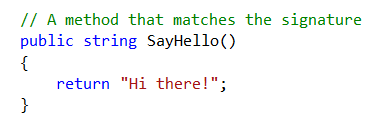 // A method that matches the signature
public string SayHello()
{
    return "Hi there!";
}